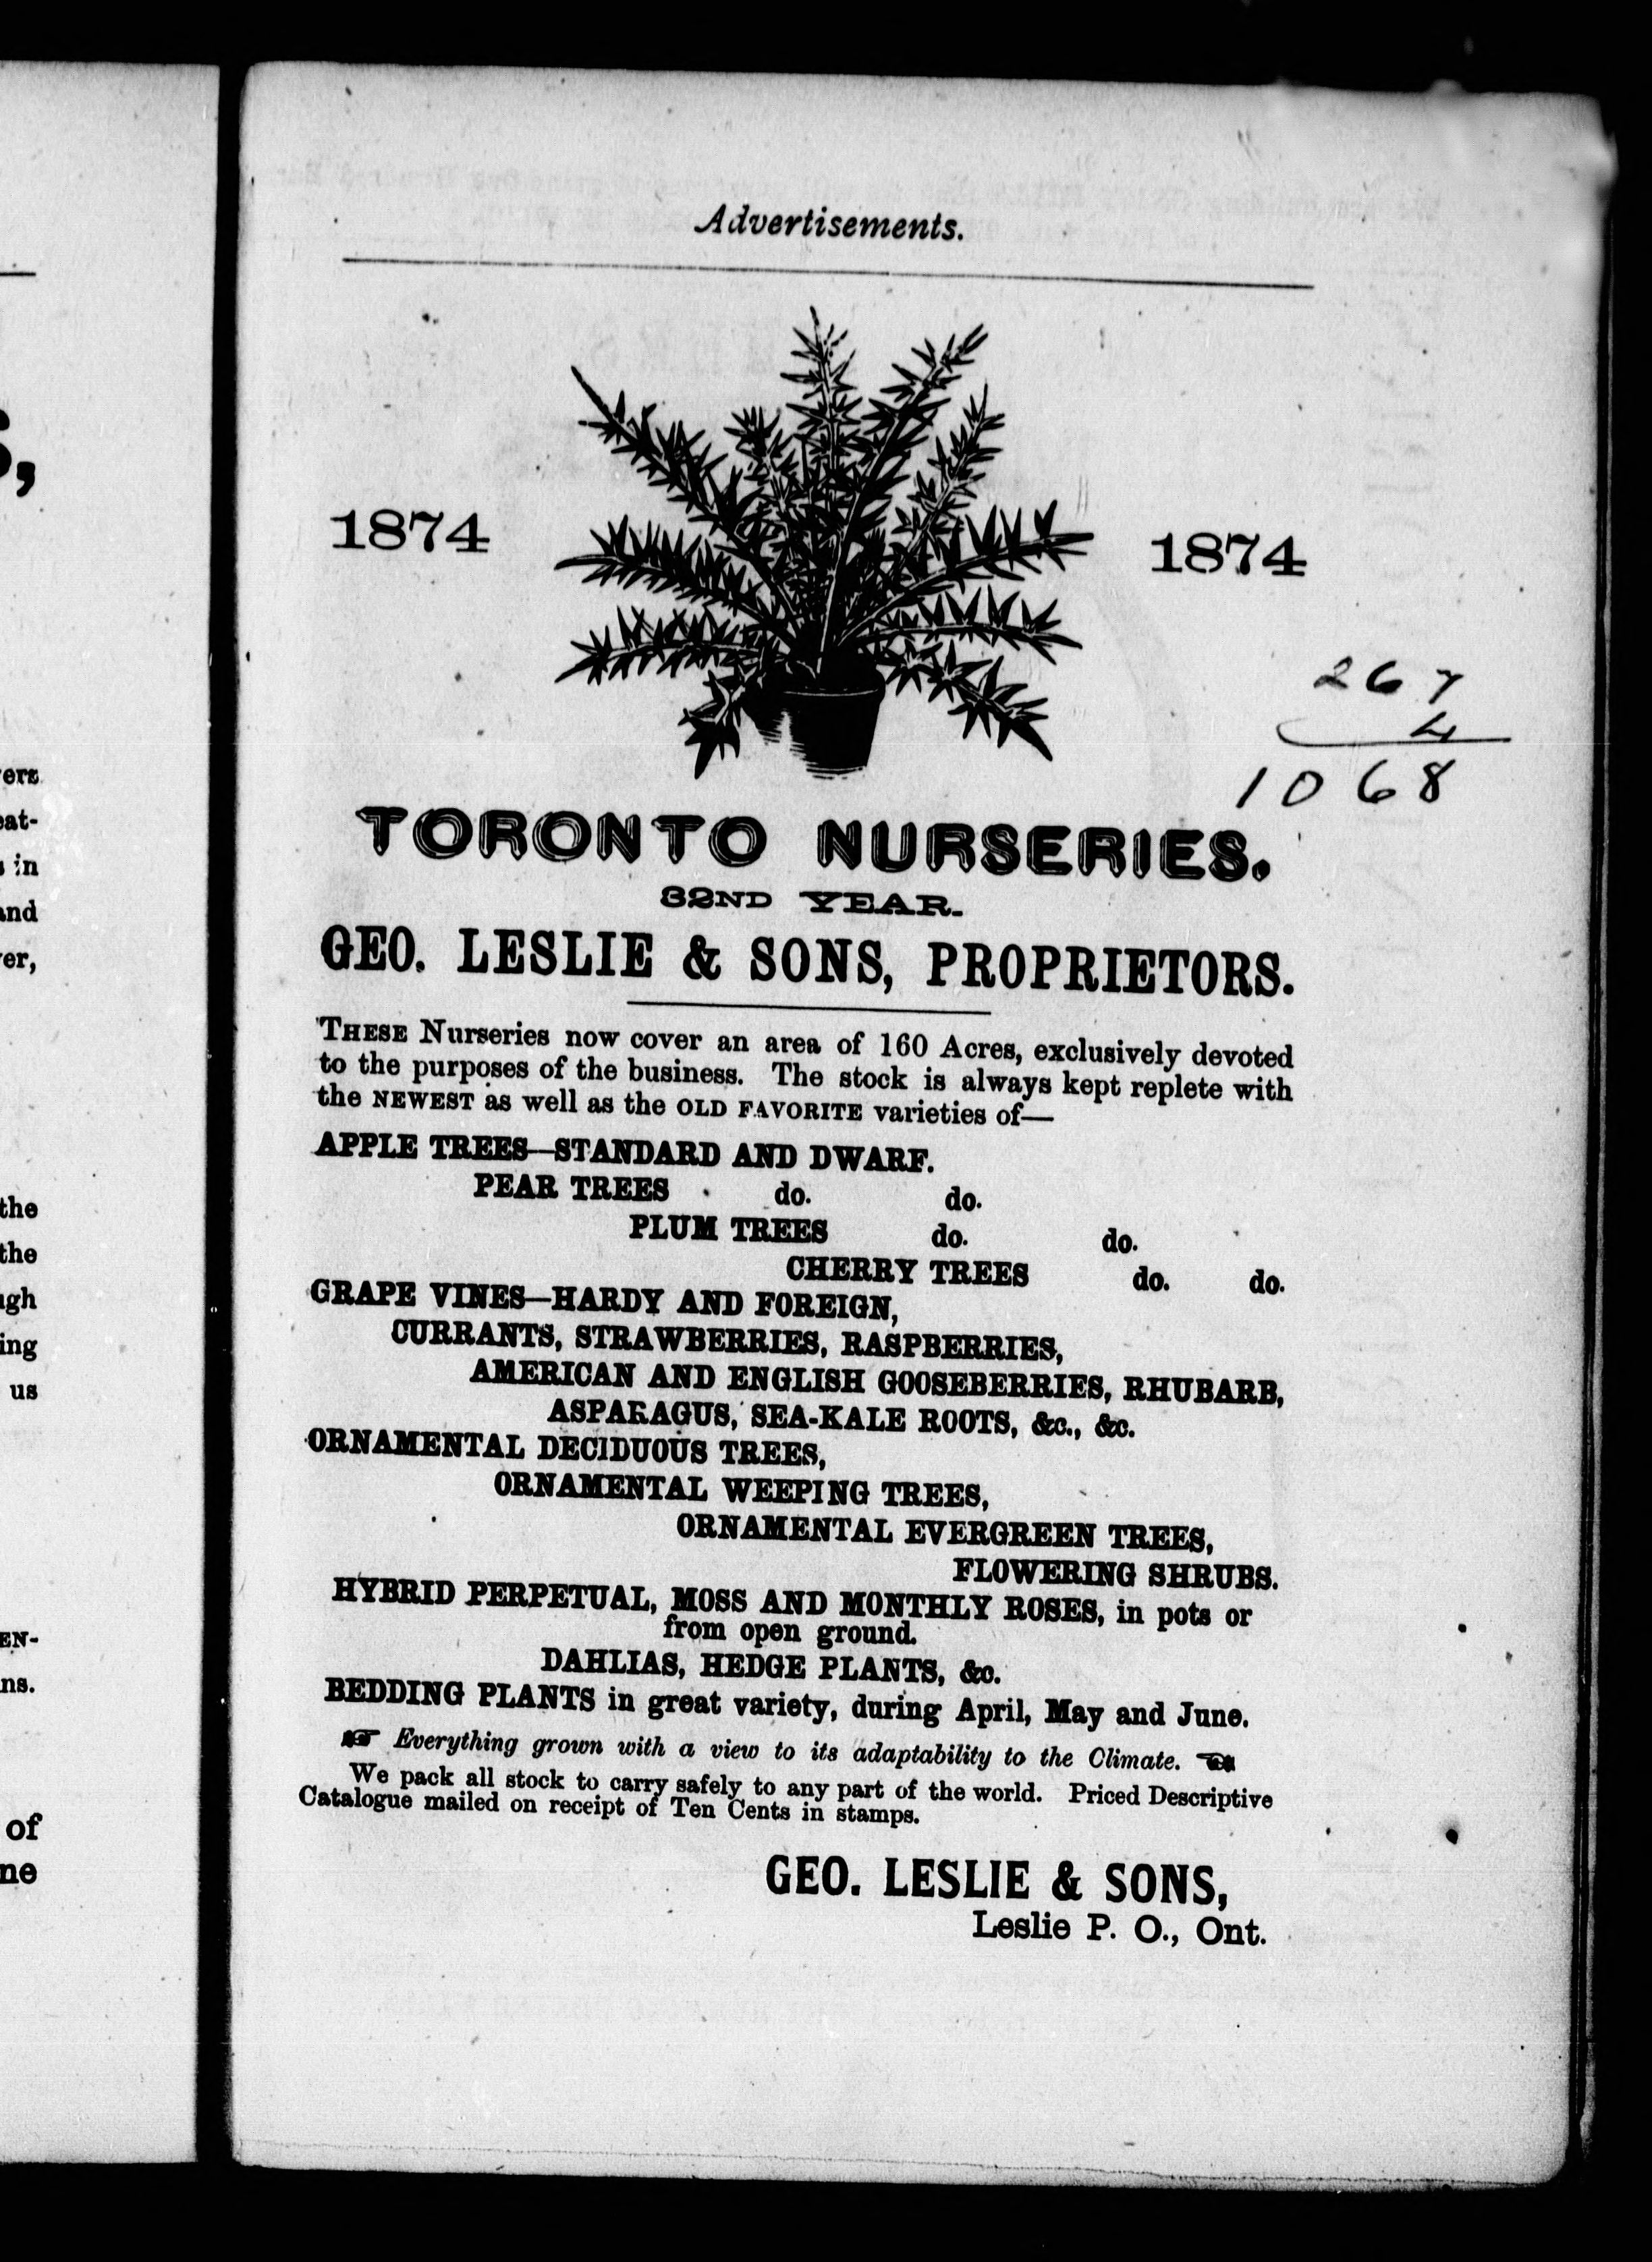 Advertisements.
1874
1874
267
4
1068
TORONTO NURSERIES.
32ND YEAR.
GEO. LESLIE & SONS, PROPRIETORS.
THESE Nurseries now cover an area of 160 Acres, exclusively devoted
to the purposes of the business. The stock is always kept replete with
the NEWEST as well as the OLD FAVORITE varieties of—
APPLE TREES—STANDARD AND DWARF.
PEAR TREES do. do.
PLUM TREES do. do.
CHERRY TREES do. do.
GRAPE VINES—HARDY AND FOREIGN,
CURRANTS, STRAWBERRIES, RASPBERRIES,
AMERICAN AND ENGLISH GOOSEBERRIES, RHUBARB,
ASPARAGUS, SEA-KALE ROOTS, &c., &c.
ORNAMENTAL DECIDUOUS TREES,
ORNAMENTAL WEEPING TREES,
ORNAMENTAL EVERGREEN TREES,
FLOWERING SHRUBS.
HYBRID PERPETUAL, MOSS AND MONTHLY ROSES, in pots or
from open ground.
DAHLIAS, HEDGE PLANTS, &c.
BEDDING PLANTS in great variety, during April, May and June.
☞ Everything grown with a view to its adaptability to the Climate. ☜
We pack all stock to carry safely to any part of the world. Priced Descriptive
Catalogue mailed on receipt of Ten Cents in stamps.
GEO. LESLIE & SONS,
Leslie P. O., Ont.